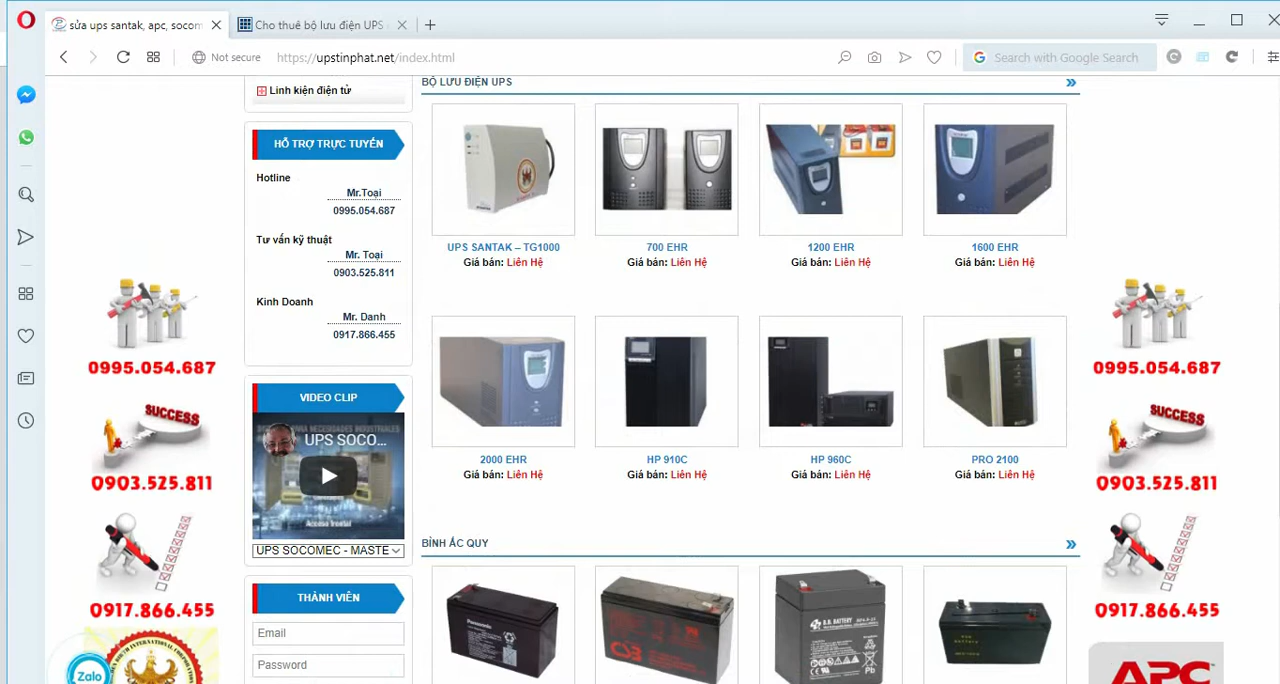 sửa ups santak, apc, socom
Cho thuê bộ lưu điện UPS
Not secure
https://upstinphat.net/index.html
Search with Google Search
Linh kiện điện tử
HỖ TRỢ TRỰC TUYẾN
Hotline
Mr.Toại
0995.054.687
Tư vấn kỹ thuật
Mr. Toại
0903.525.811
Kinh Doanh
Mr. Danh
0917.866.455
VIDEO CLIP
UPS SOCO...
Acceso frontal
UPS SOCOMEC - MASTE
THÀNH VIÊN
Email
Password
BỘ LƯU ĐIỆN UPS
UPS SANTAK – TG1000
Giá bán: Liên Hệ
700 EHR
Giá bán: Liên Hệ
1200 EHR
Giá bán: Liên Hệ
1600 EHR
Giá bán: Liên Hệ
2000 EHR
Giá bán: Liên Hệ
HP 910C
Giá bán: Liên Hệ
HP 960C
Giá bán: Liên Hệ
PRO 2100
Giá bán: Liên Hệ
BÌNH ẮC QUY
Panasonic
CSB
B.B. BATTERY
Pb
0995.054.687
SUCCESS
0903.525.811
0917.866.455
Zalo
0995.054.687
SUCCESS
0903.525.811
0917.866.455
APC